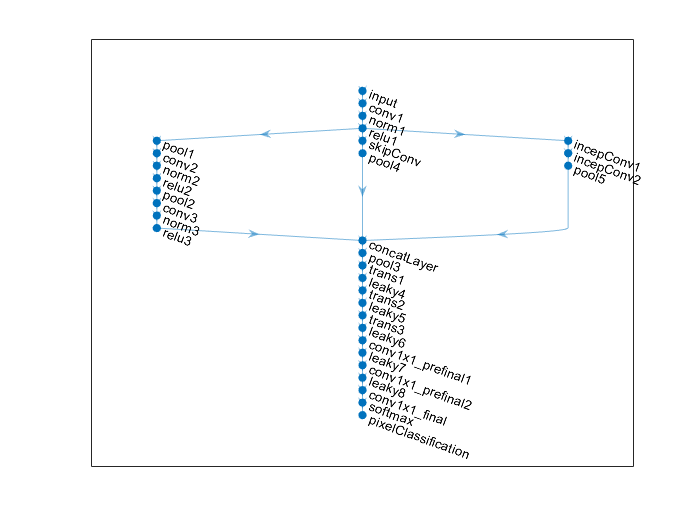 input
conv1
norm1
relu1
skipConv
pool4
pool1
conv2
norm2
relu2
pool2
conv3
norm3
relu3
incepConv1
incepConv2
pool5
concatLayer
pool3
trans1
leaky4
trans2
leaky5
trans3
leaky6
conv1x1_prefinal1
leaky7
conv1x1_prefinal2
leaky8
conv1x1_final
softmax
pixelClassification